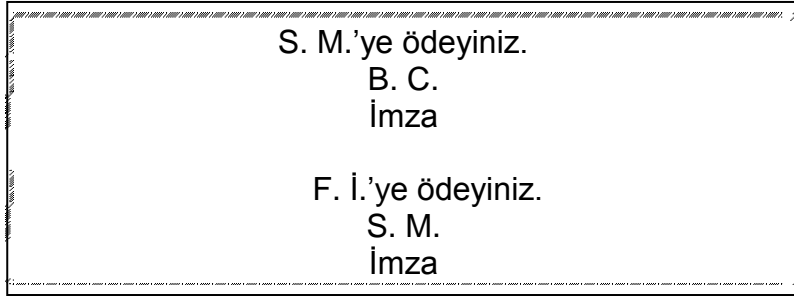 S. M.’ye ödeyiniz.
B. C.
İmza
F. İ.’ye ödeyiniz.
S. M.
İmza